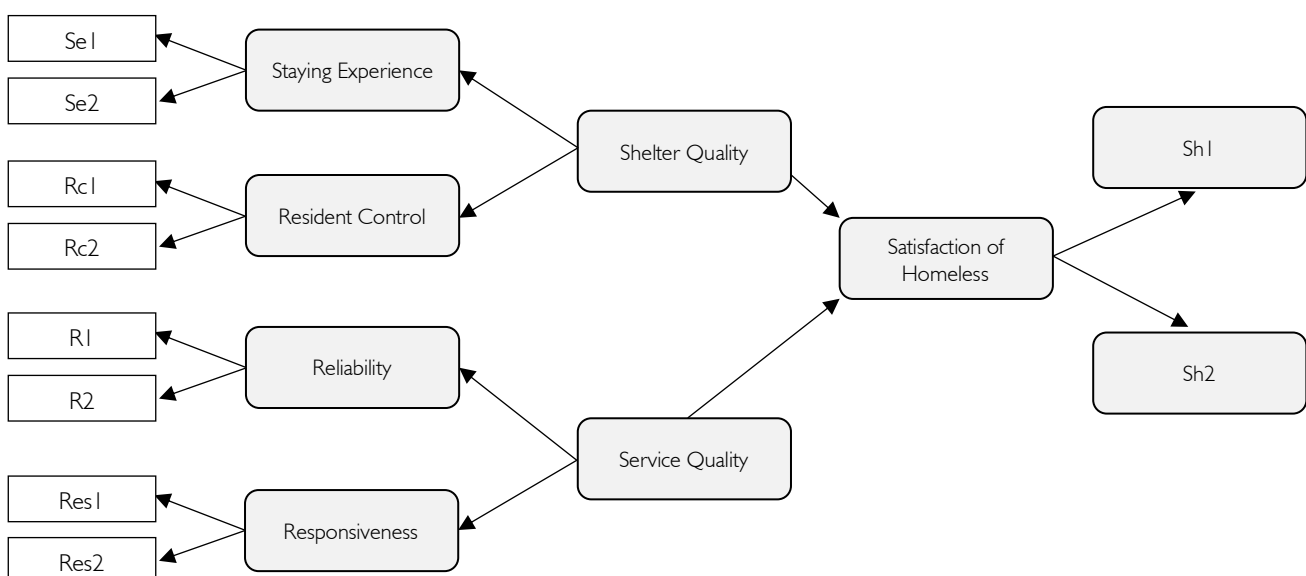 Se1
Se2
Staying Experience
Rc1
Rc2
Resident Control
R1
R2
Reliability
Res1
Res2
Responsiveness
Shelter Quality
Service Quality
Satisfaction of
Homeless
Sh1
Sh2